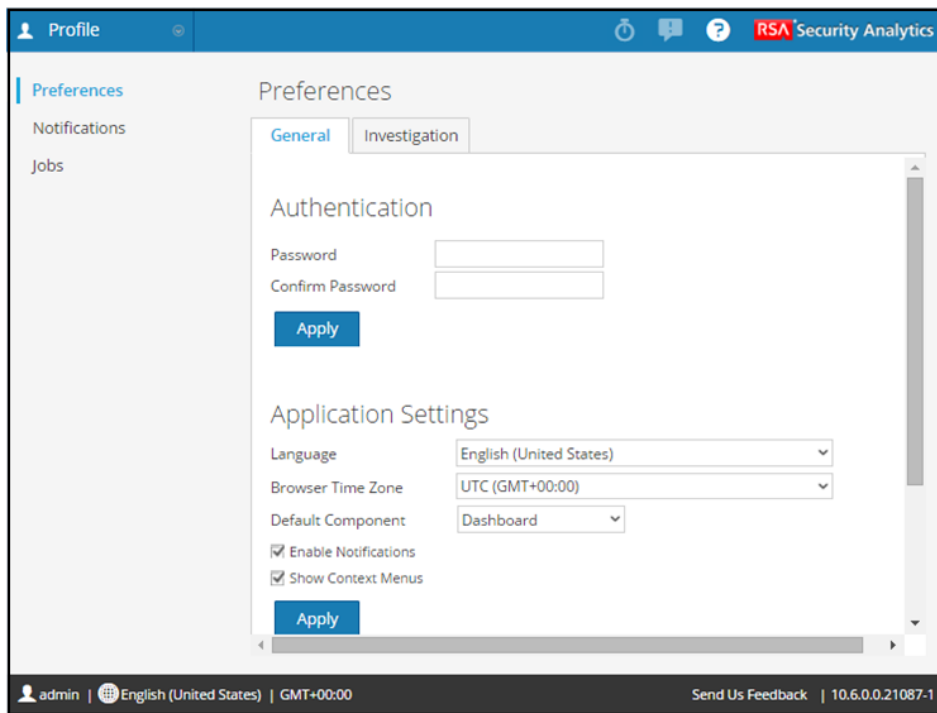 Profile
RSA Security Analytics
Preferences
Notifications
Jobs
Preferences
General
Investigation
Authentication
Password
Confirm Password
Apply
Application Settings
Language English (United States)
Browser Time Zone UTC (GMT+00:00)
Default Component Dashboard
Enable Notifications
Show Context Menus
Apply
admin | English (United States) | GMT+00:00
Send Us Feedback | 10.6.0.0.21087-1